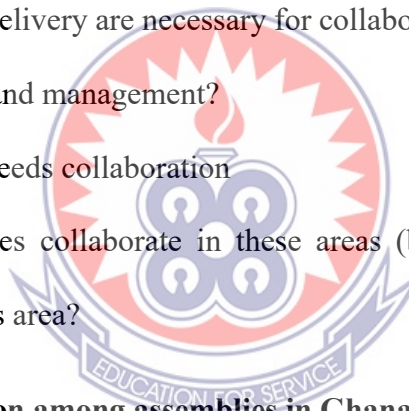 elivery are necessary for collabo
nd management?
eeds collaboration
es collaborate in these areas (
s area?
EDUCATION FOR SERVICE
on among assemblies in Ghana